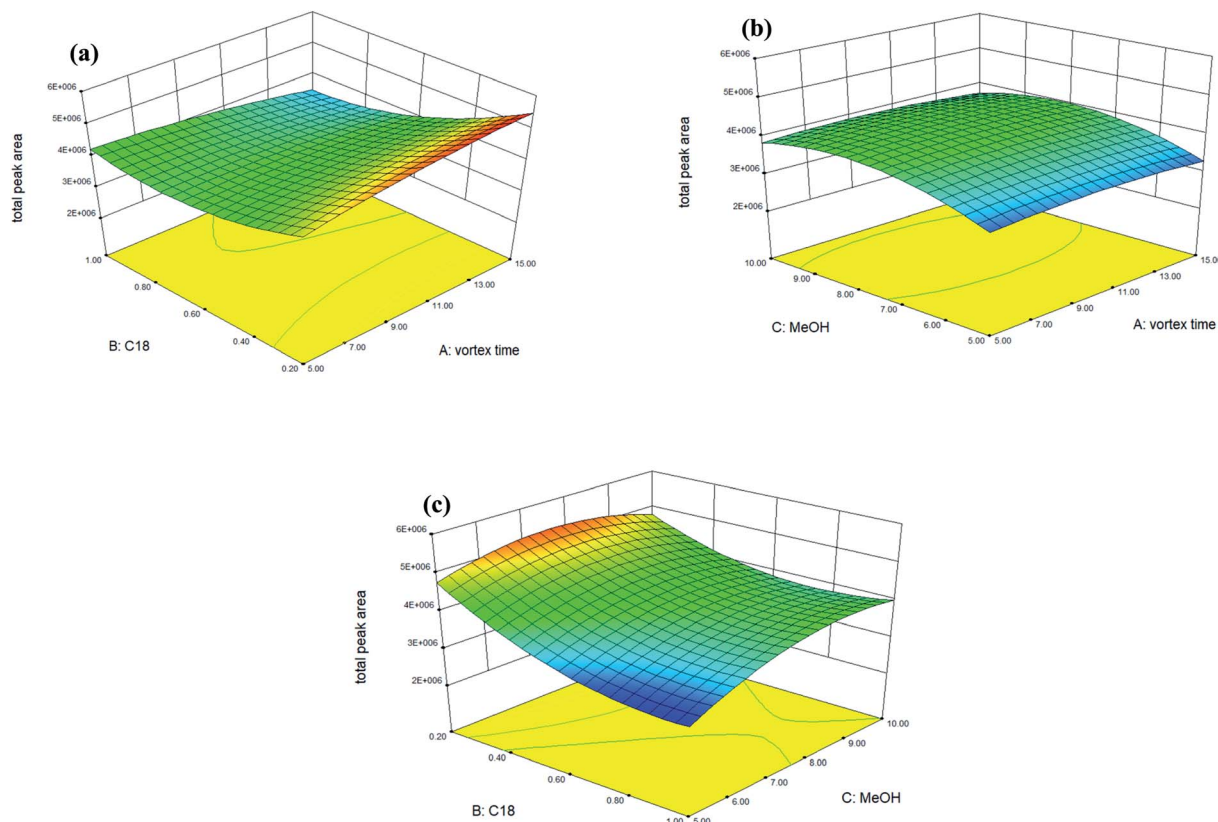 (a)
6E+006
5E+006
4E+006
3E+006
2E+006
total peak area
1.00
0.80
0.60
0.40
0.20
B: C18
5.00
7.00
9.00
11.00
13.00
15.00
A: vortex time
(b)
6E+006
5E+006
4E+006
3E+006
2E+006
total peak area
10.00
9.00
8.00
7.00
6.00
5.00
C: MeOH
5.00
7.00
9.00
11.00
13.00
15.00
A: vortex time
(c)
6E+006
5E+006
4E+006
3E+006
2E+006
total peak area
0.20
0.40
0.60
0.80
1.00
B: C18
5.00
6.00
7.00
8.00
9.00
10.00
C: MeOH